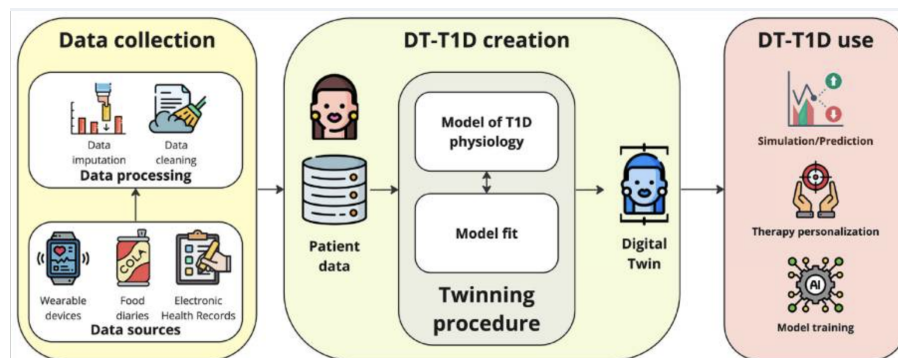 Data collection
Data
imputation
Data
cleaning
Data processing
Wearable
devices
Food
diaries
Electronic
Health Records
Data sources
COLA
DT-T1D creation
Patient
data
Model of T1D
physiology
Model fit
Twinning
procedure
Digital
Twin
DT-T1D use
Simulation/Prediction
Therapy personalization
AI
Model training